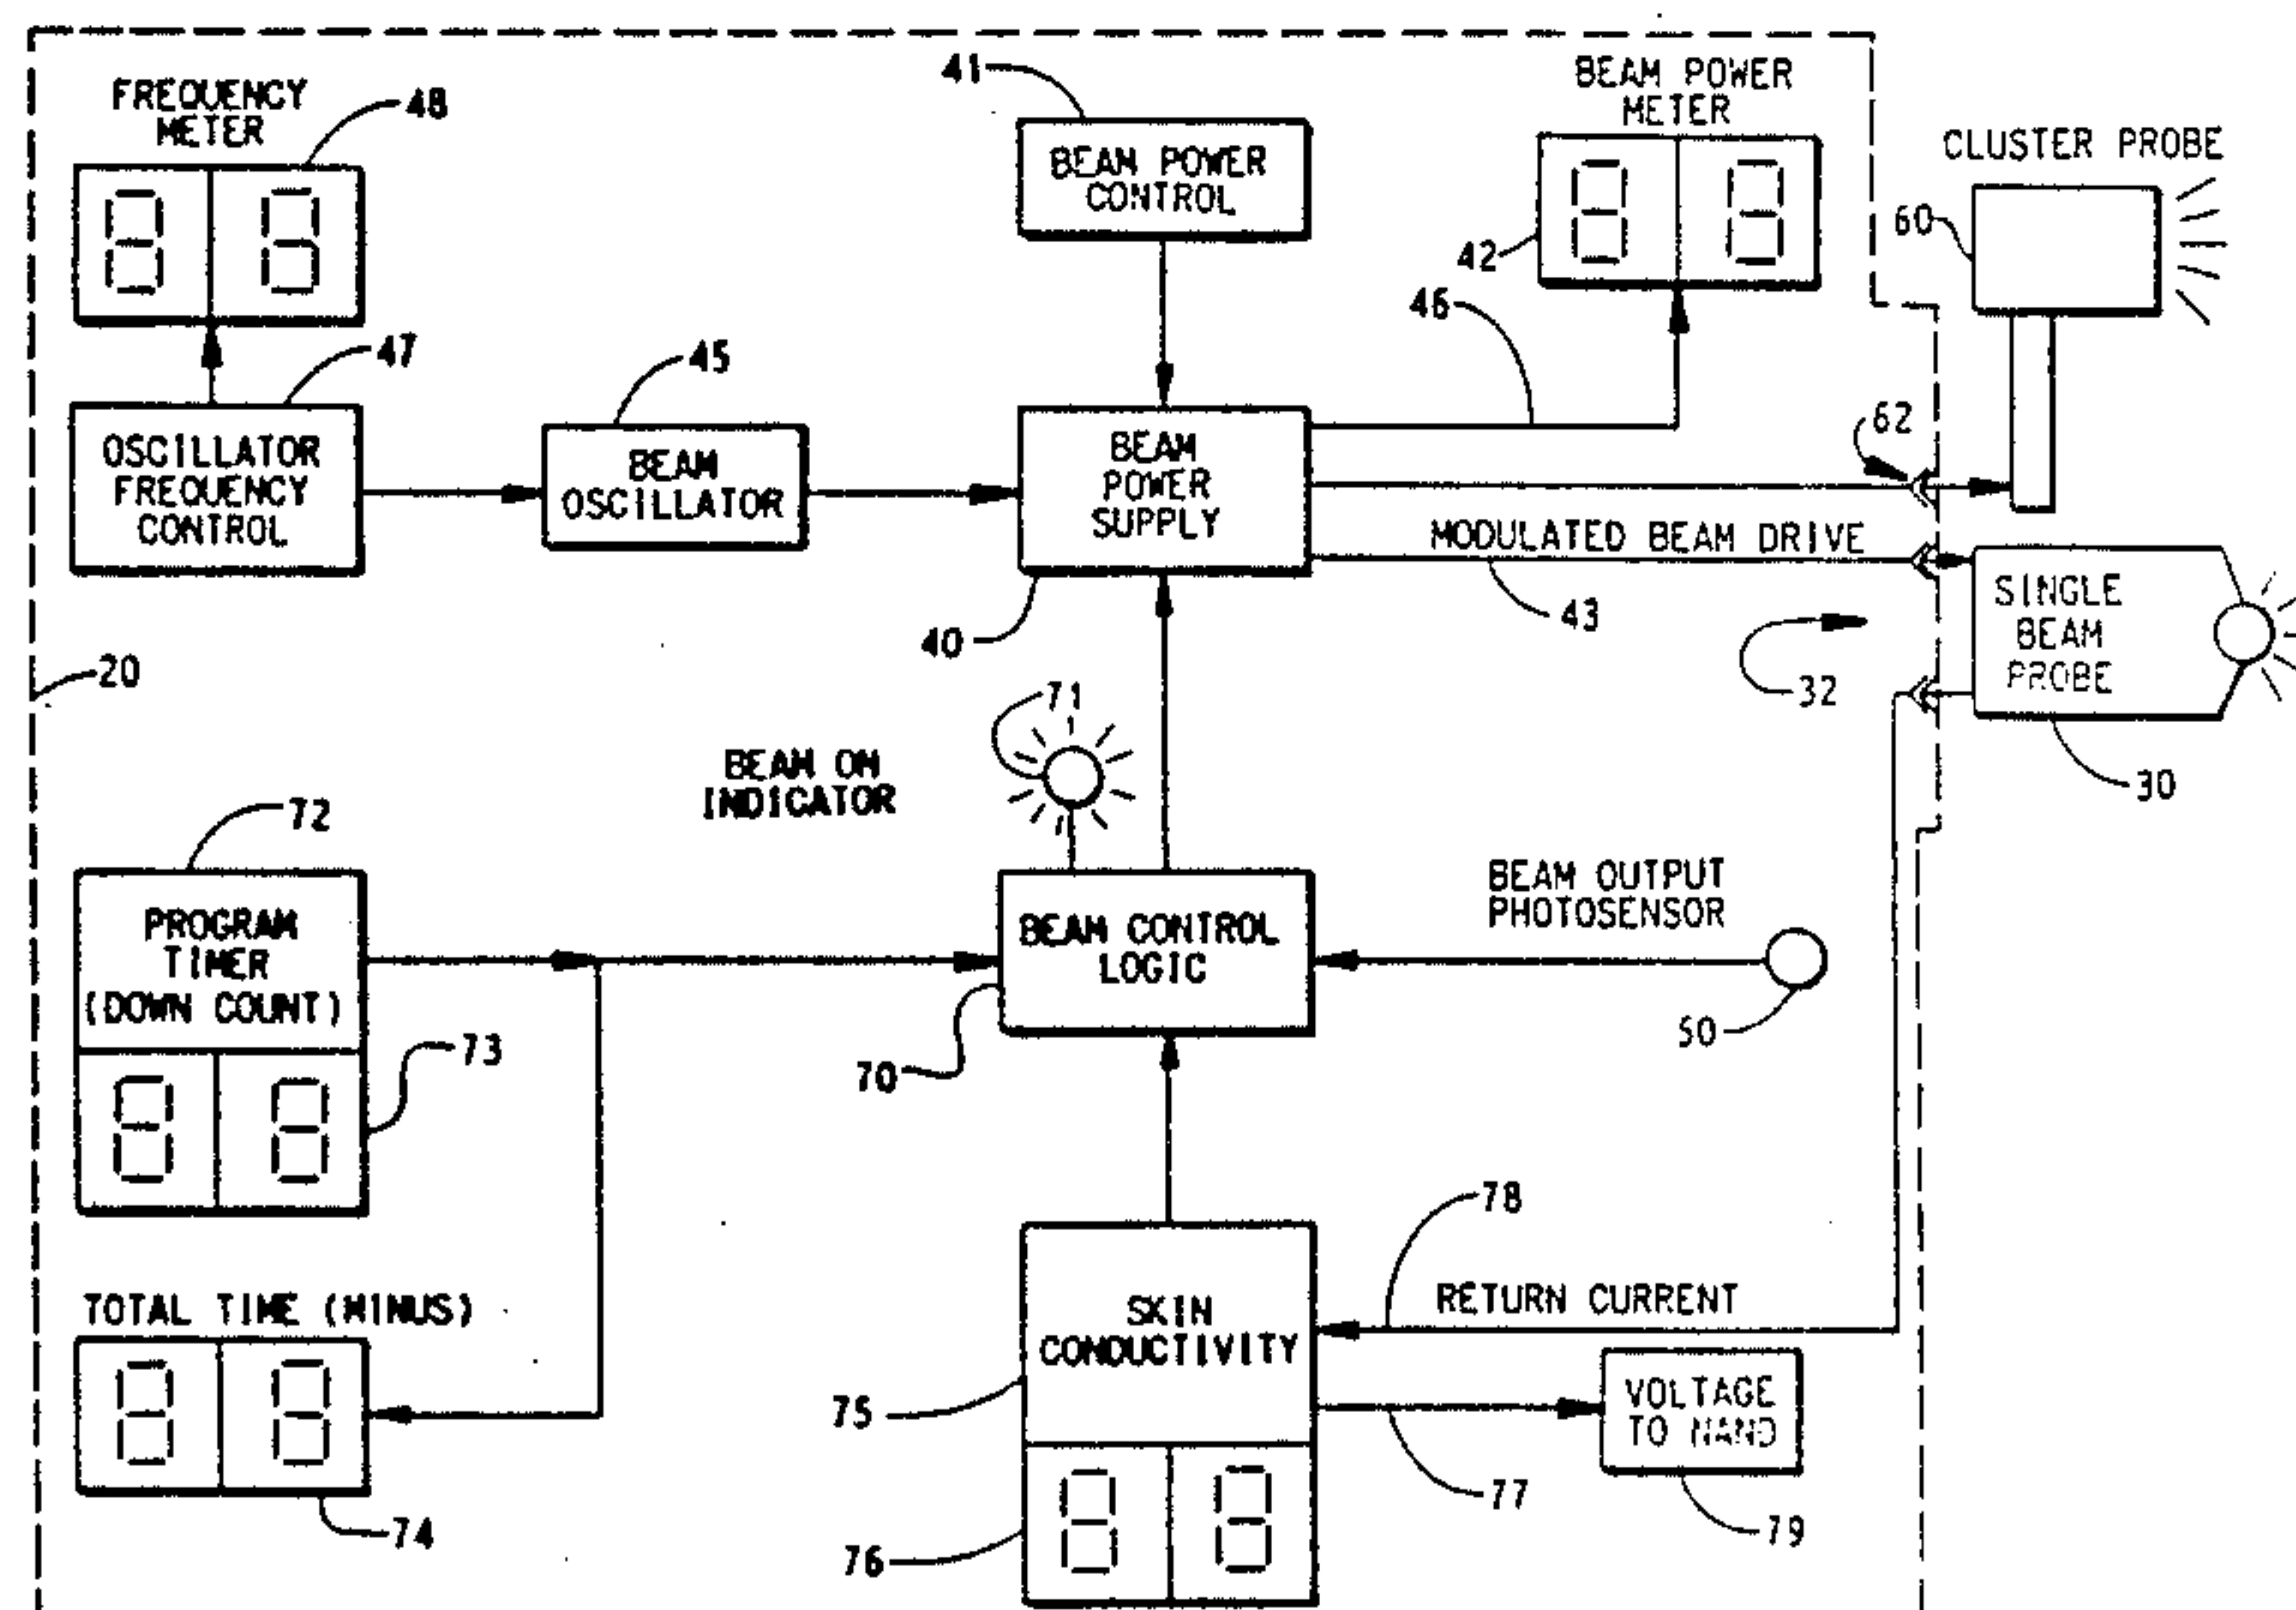 FREQUENCY
METER
48
41
BEAM POWER
CONTROL
BEAM POWER
METER
42
CLUSTER PROBE
60
46
47
OSCILLATOR
FREQUENCY
CONTROL
45
BEAM
OSCILLATOR
BEAM
POWER
SUPPLY
40
62
MODULATED BEAM DRIVE
43
32
SINGLE
BEAM
PROBE
30
20
71
BEAM ON
INDICATOR
72
PROGRAM
TIMER
(DOWN COUNT)
73
BEAM CONTROL
LOGIC
70
BEAM OUTPUT
PHOTOSENSOR
50
TOTAL TIME (MINUS)
74
SKIN
CONDUCTIVITY
75
76
78
RETURN CURRENT
77
VOLTAGE
TO HAND
79